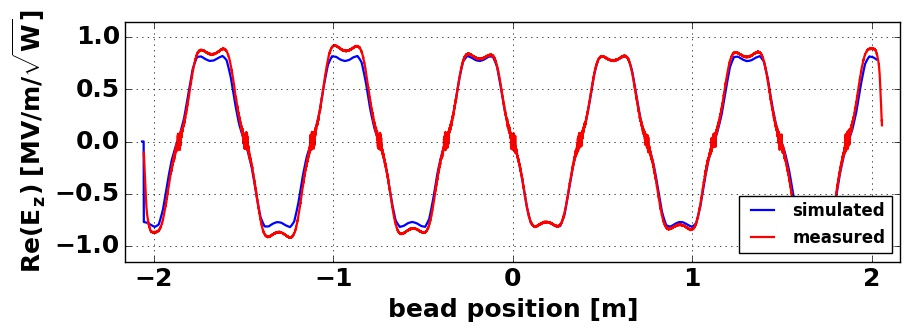 Re(E_z) [MV/m/√W]
1.0
0.5
0.0
−0.5
−1.0
−2
−1
0
1
2
bead position [m]
simulated
measured